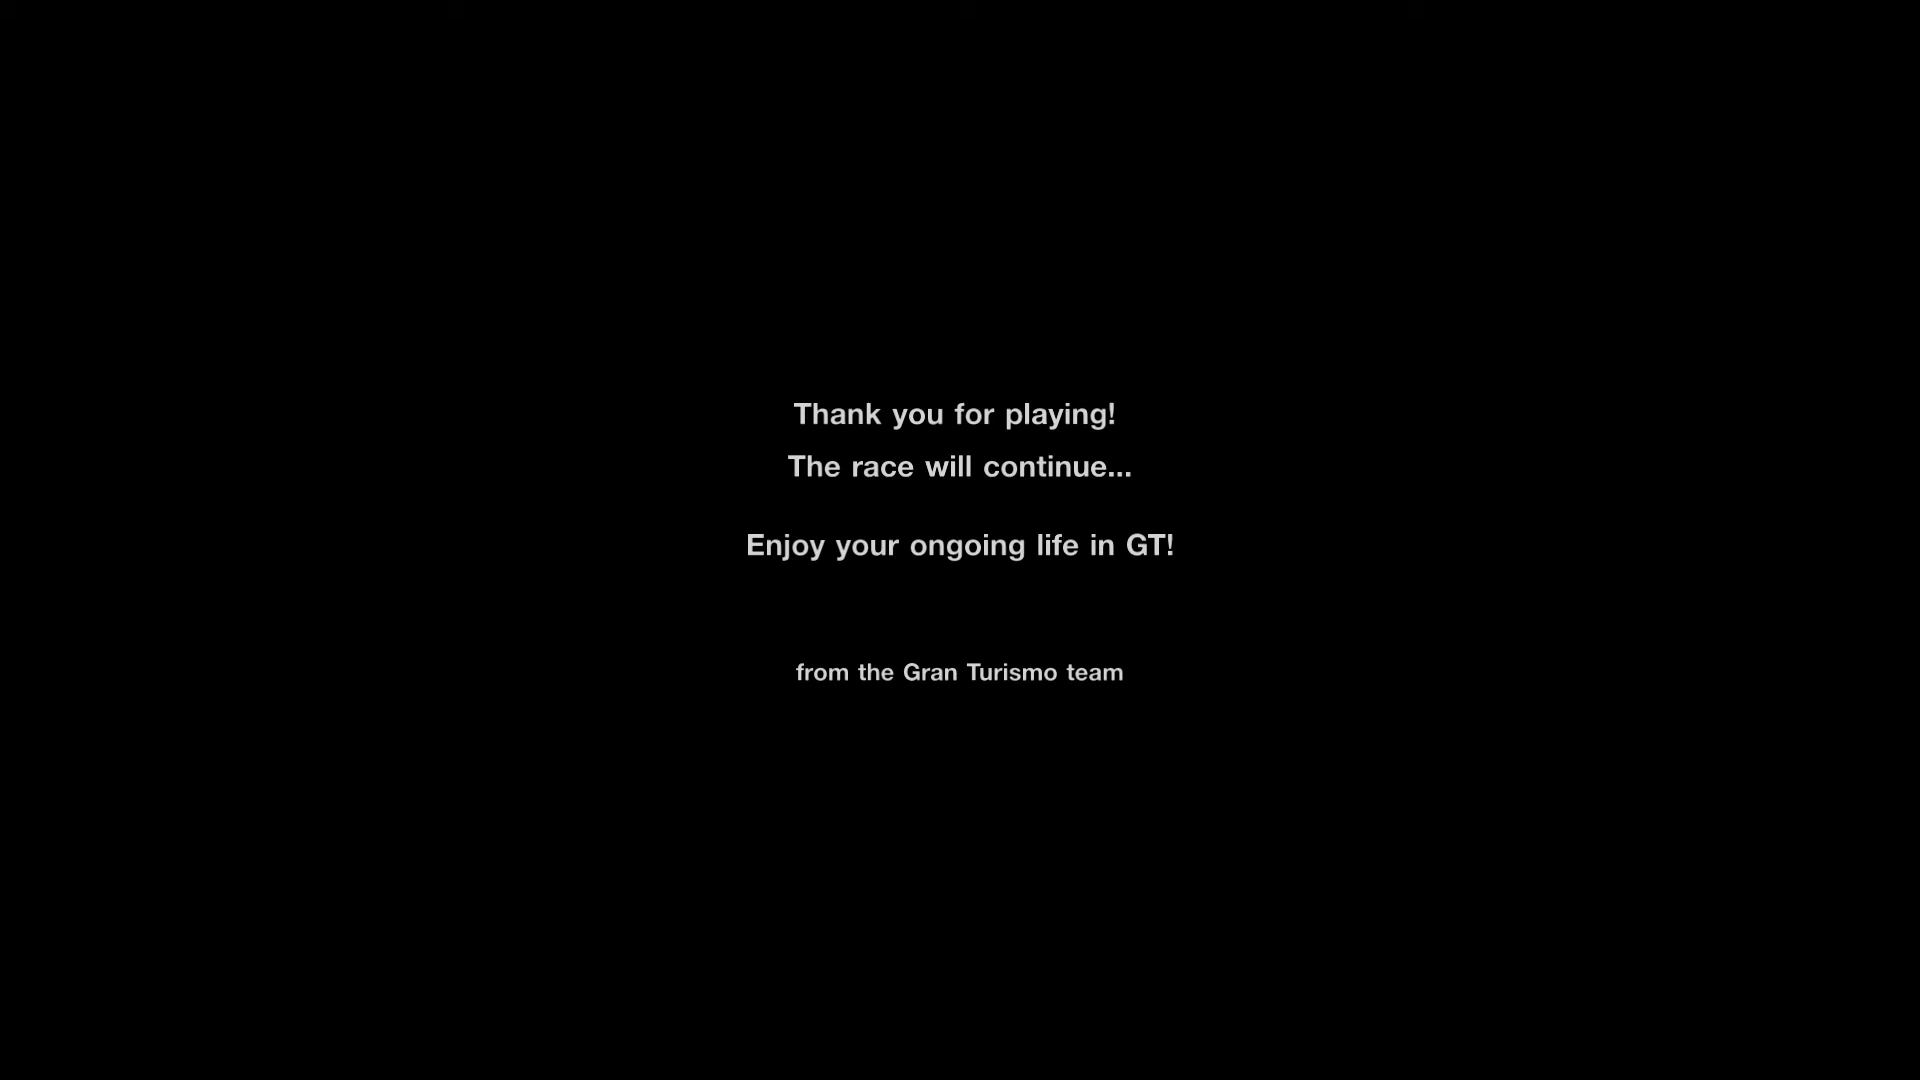 Thank you for playing!
The race will continue...
Enjoy your ongoing life in GT!
from the Gran Turismo team